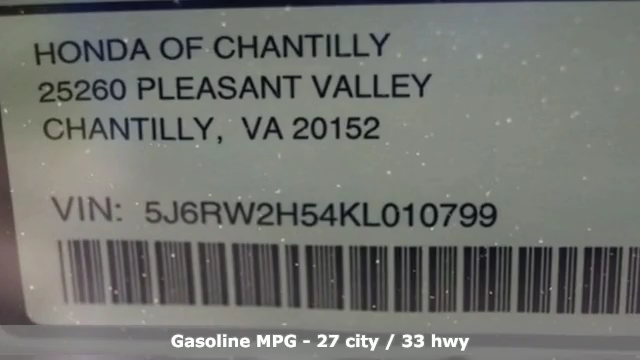 HONDA OF CHANTILLY
25260 PLEASANT VALLEY
CHANTILLY, VA 20152
VIN: 5J6RW2H54KL010799
Gasoline MPG - 27 city / 33 hwy